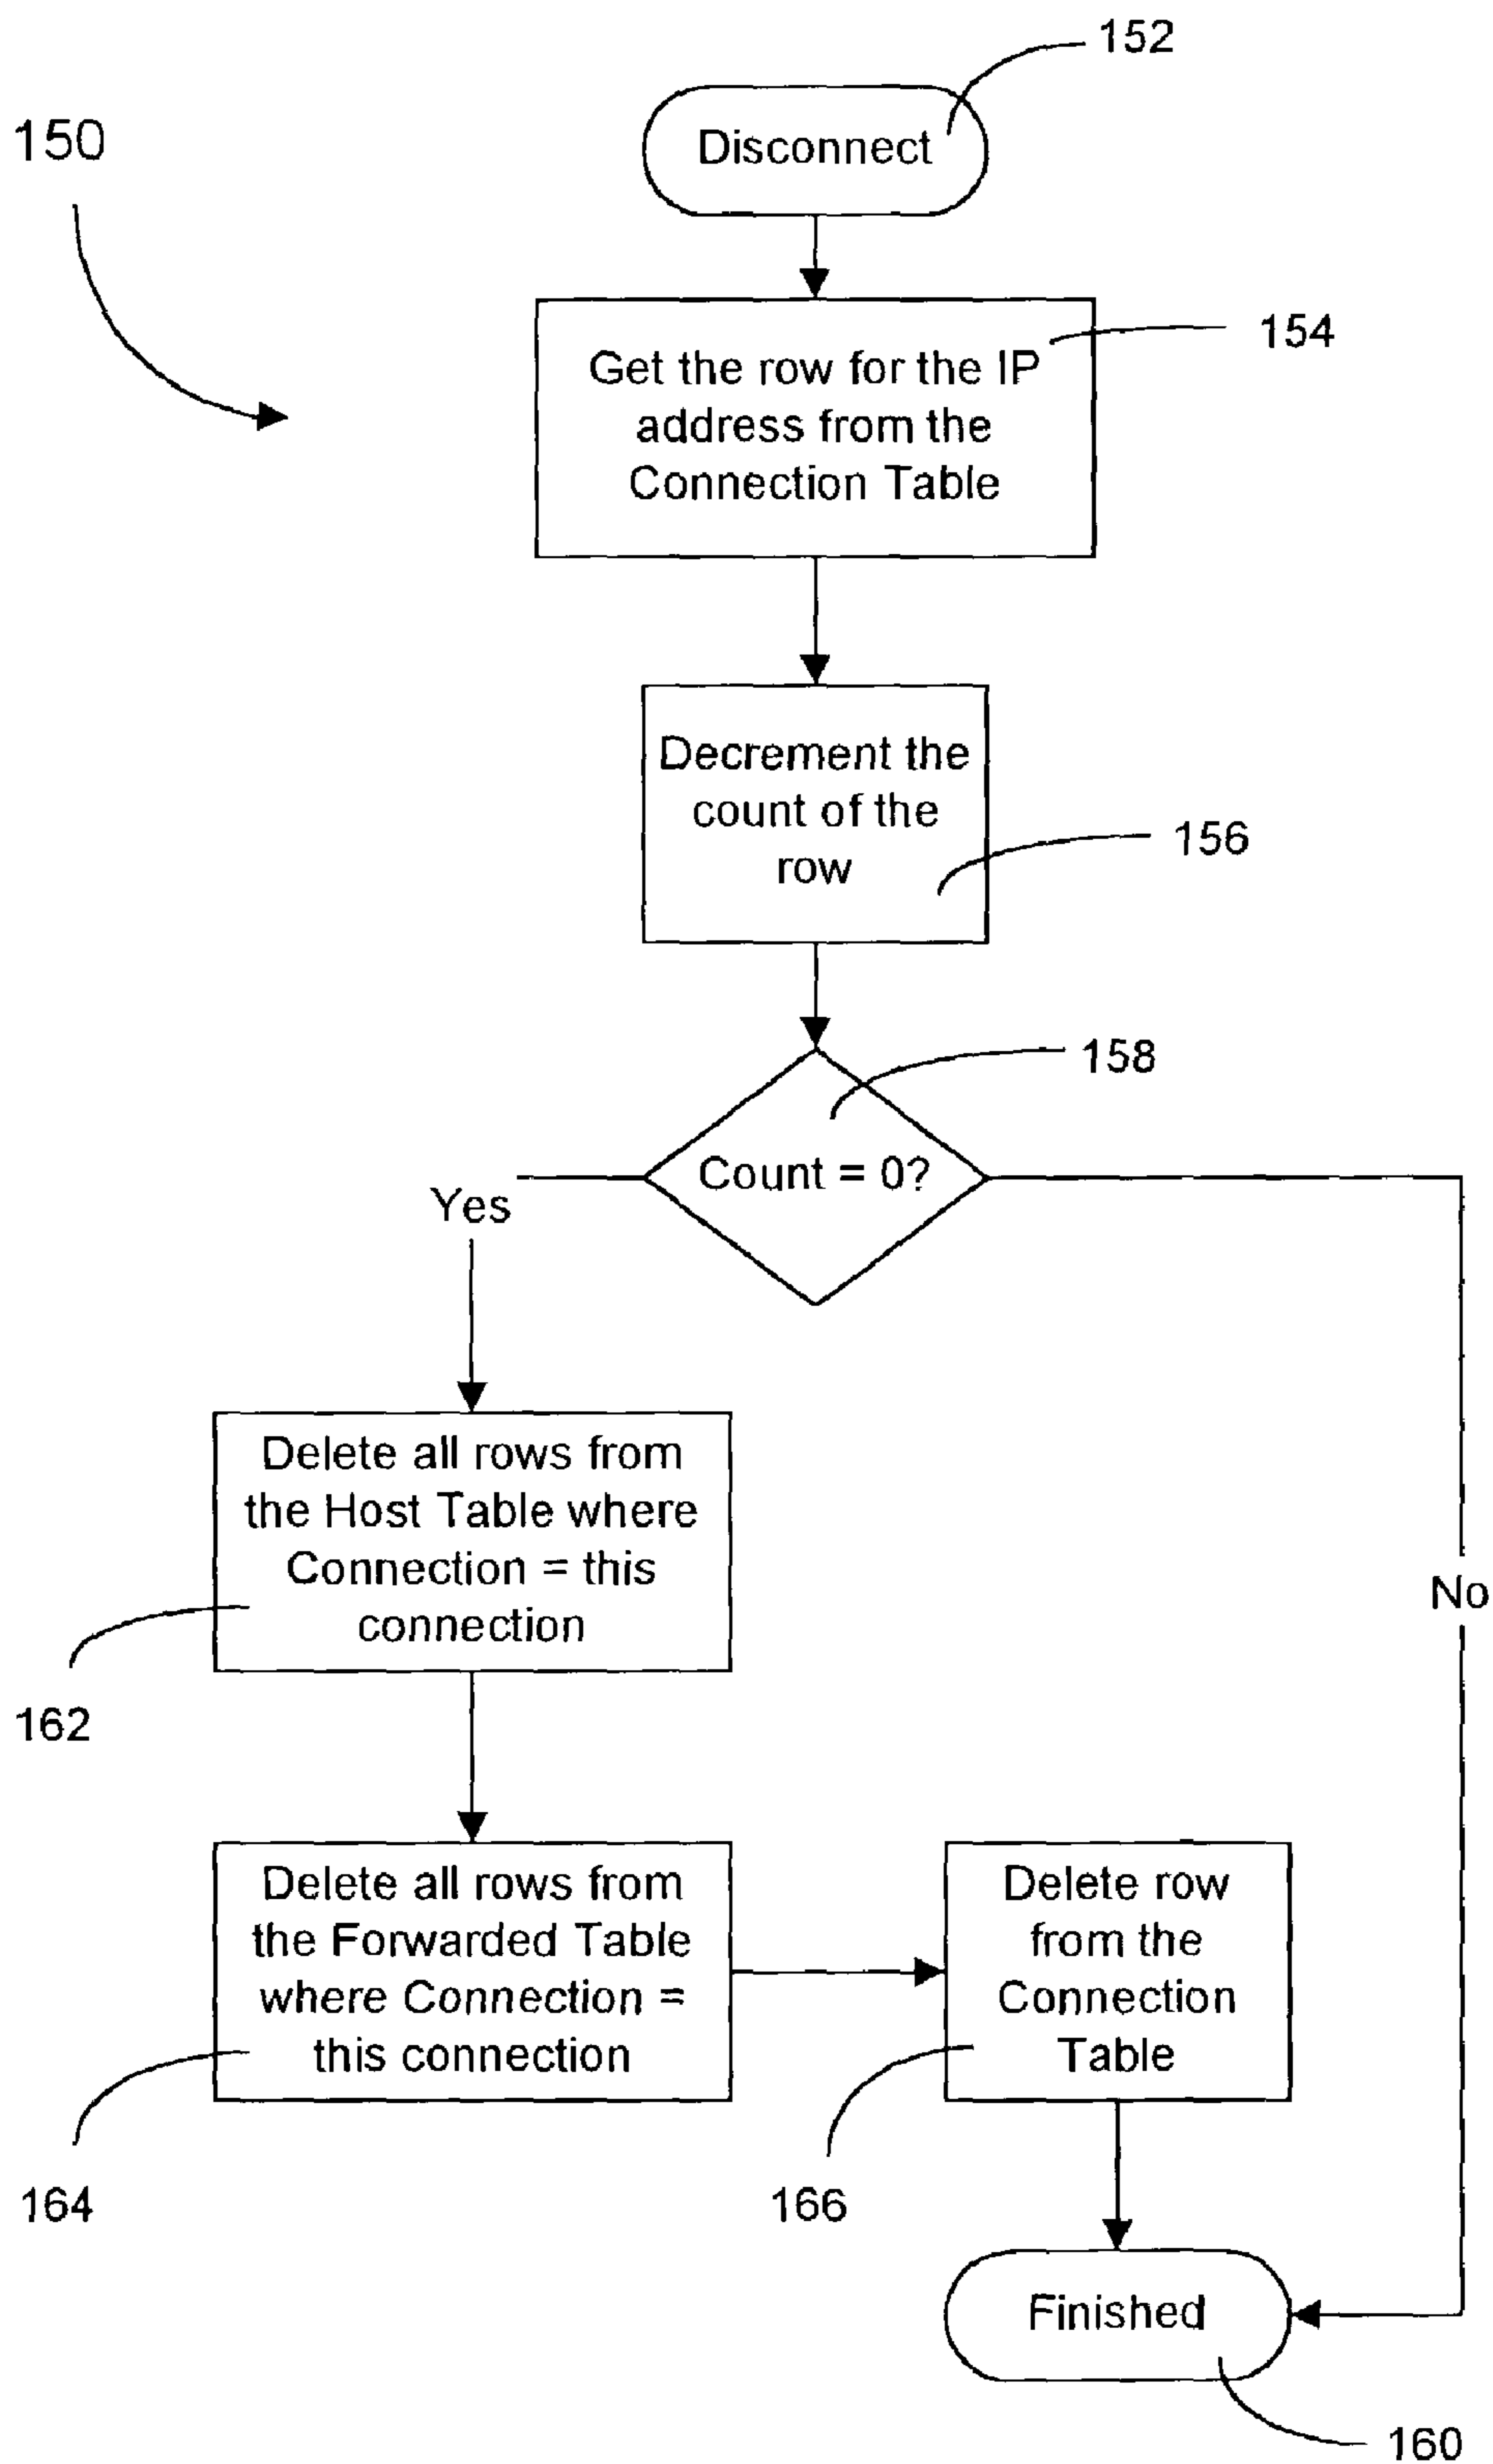 152
150
Disconnect
154
Get the row for the IP
address from the
Connection Table
Decrement the
count of the
row
156
158
Count = 0?
Yes
Delete all rows from
the Host Table where
Connection = this
connection
No
162
Delete all rows from
the Forwarded Table
where Connection =
this connection
Delete row
from the
Connection
Table
164
166
Finished
160